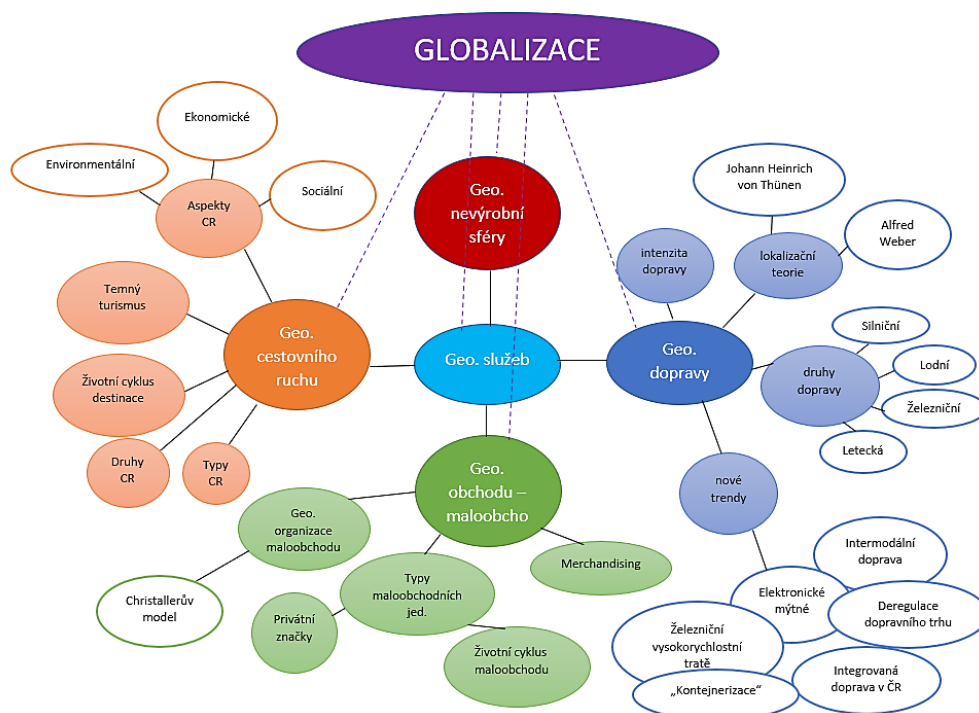 GLOBALIZACE
Ekonomické
Environmentální
Sociální
Aspekty
CR
Geo.
nevýrobní
sféry
Johann Heinrich
von Thünen
Alfred
Weber
intenzita
dopravy
lokalizační
teorie
Temný
turismus
Geo.
cestovního
ruchu
Geo. služeb
Geo.
dopravy
Silniční
Lodní
druhy
dopravy
Železniční
Letecká
Životní cyklus
destinace
Druhy
CR
Typy
CR
Geo.
obchodu –
maloobcho
nové
trendy
Geo.
organizace
maloobchodu
Merchandising
Typy
maloobchodních
jed.
Christallerův
model
Privátní
značky
Životní cyklus
maloobchodu
Intermodální
doprava
Elektronické
mýtné
Deregulace
dopravního trhu
Železniční
vysokorychlostní
tratě
Integrovaná
doprava v ČR
„Kontejnerizace“